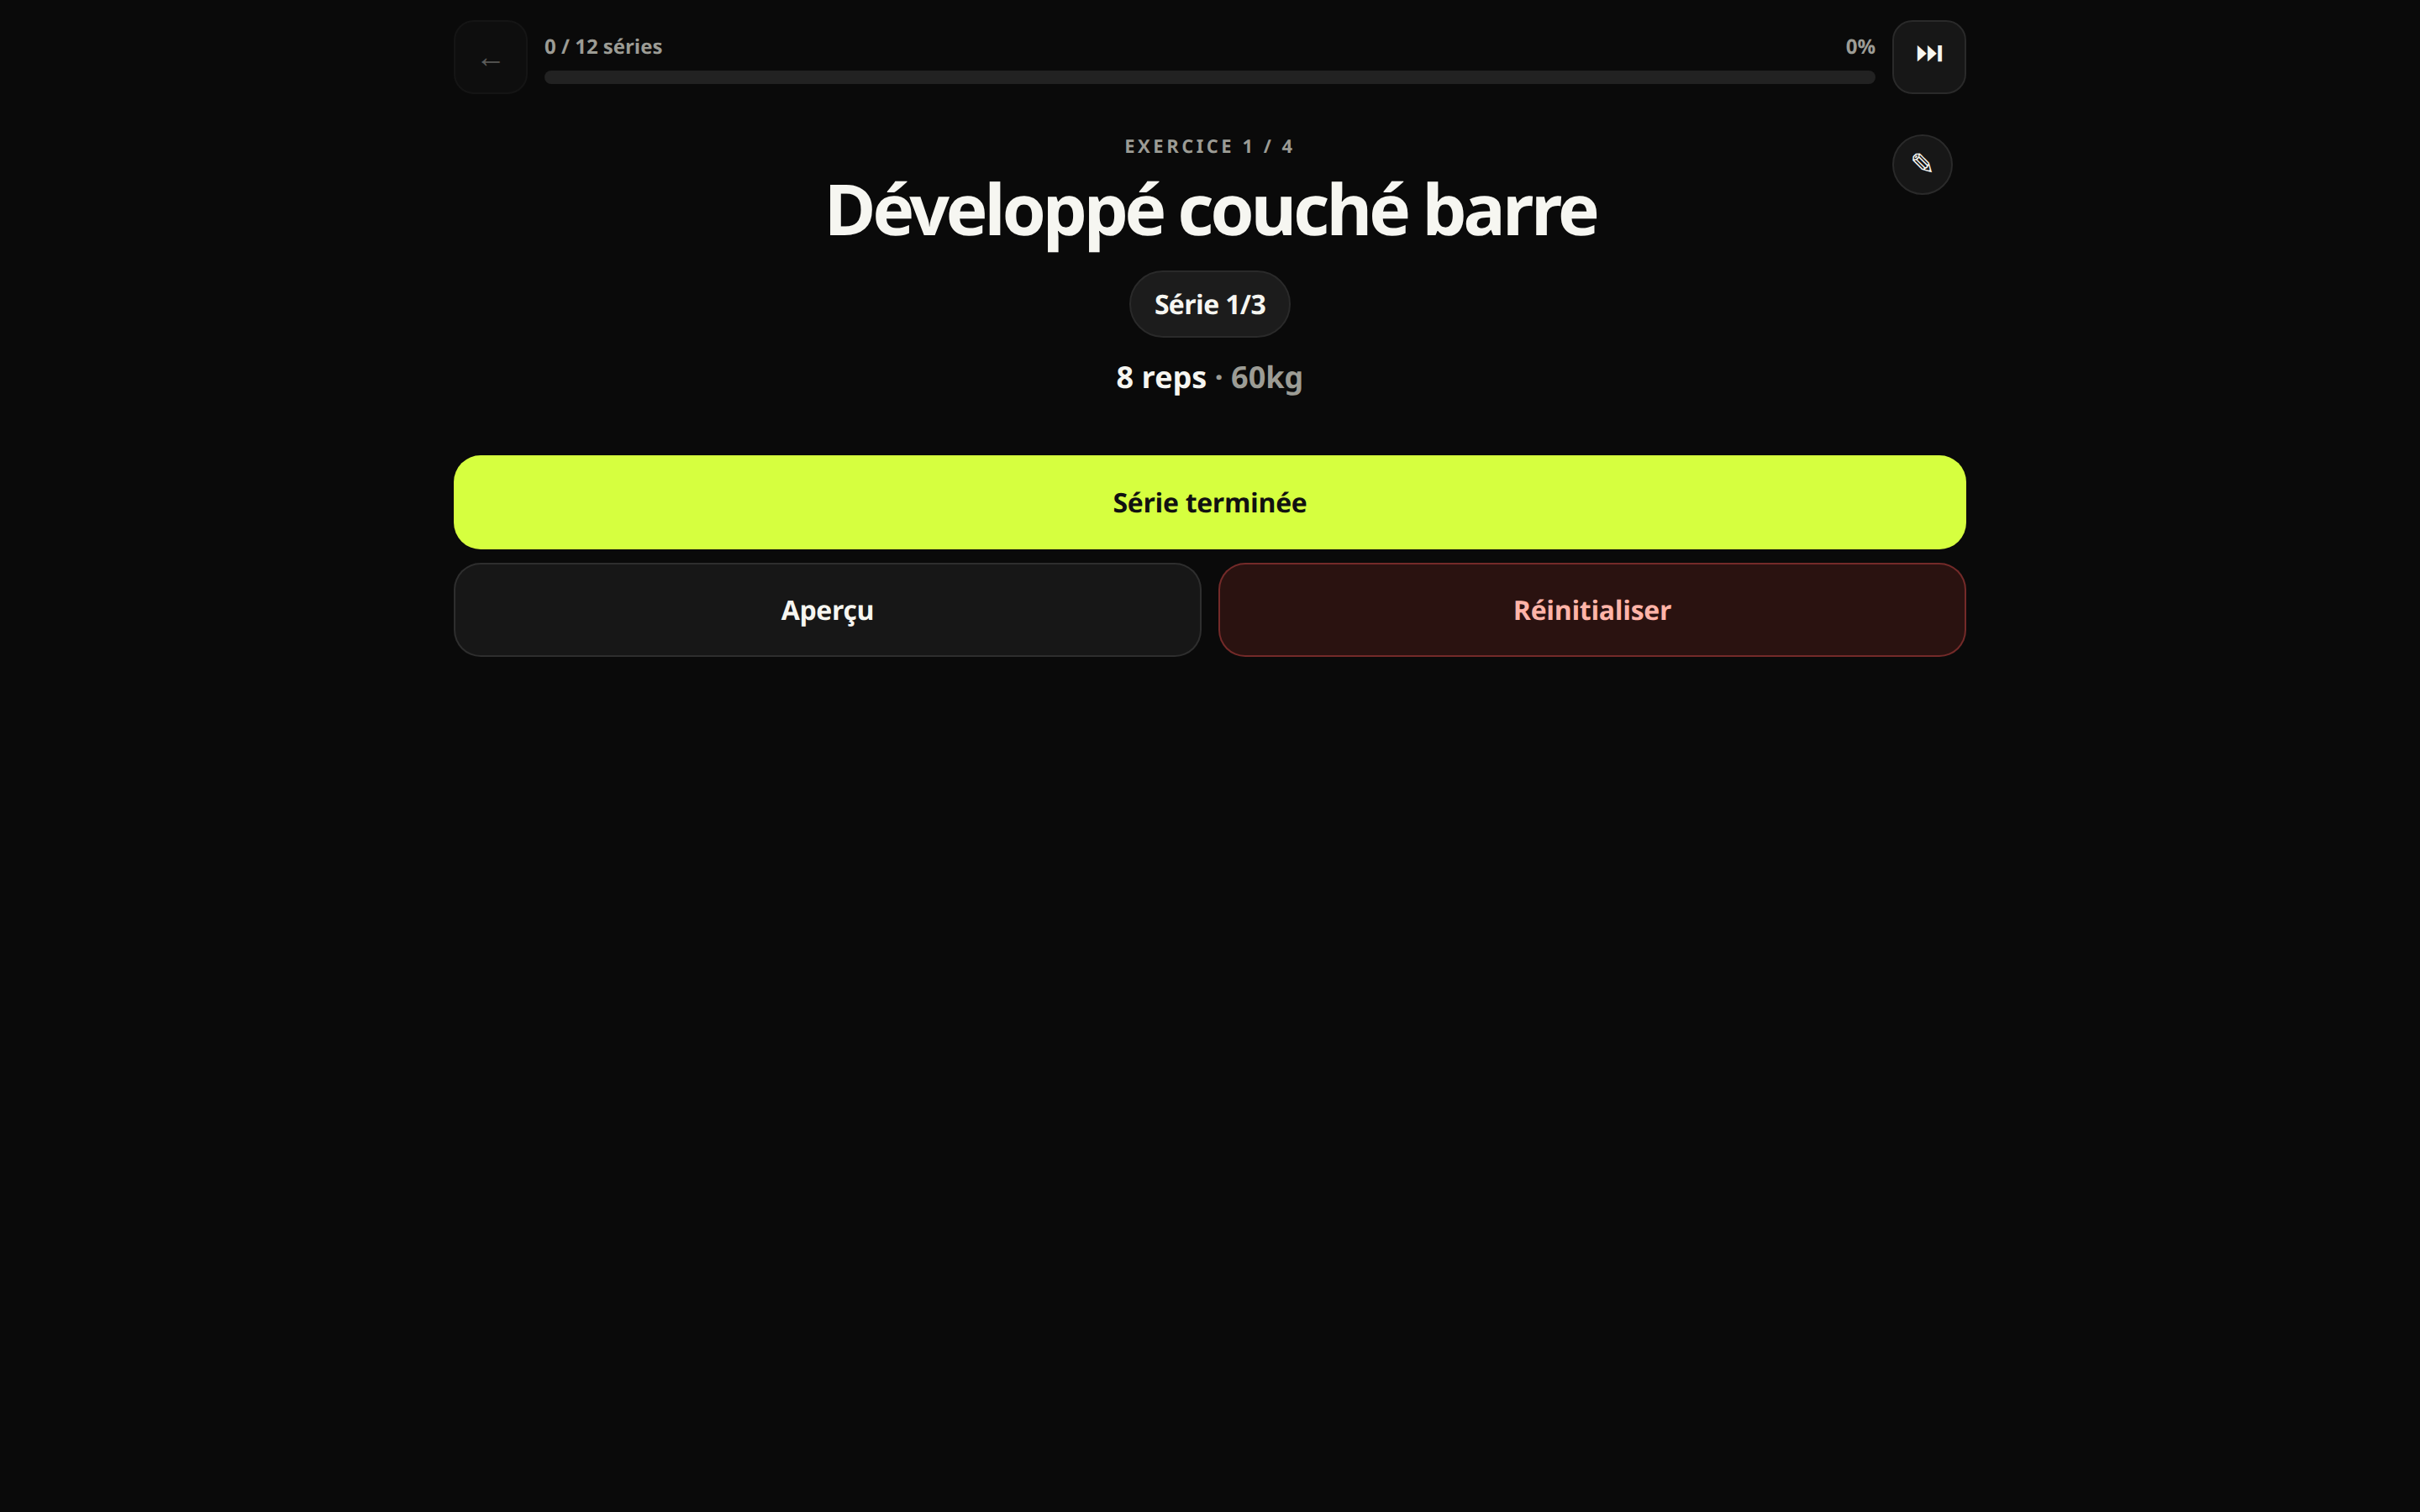 ←
0 / 12 séries
0%
⏭
EXERCICE 1 / 4
✎
Développé couché barre
Série 1/3
8 reps · 60kg
Série terminée
Aperçu
Réinitialiser